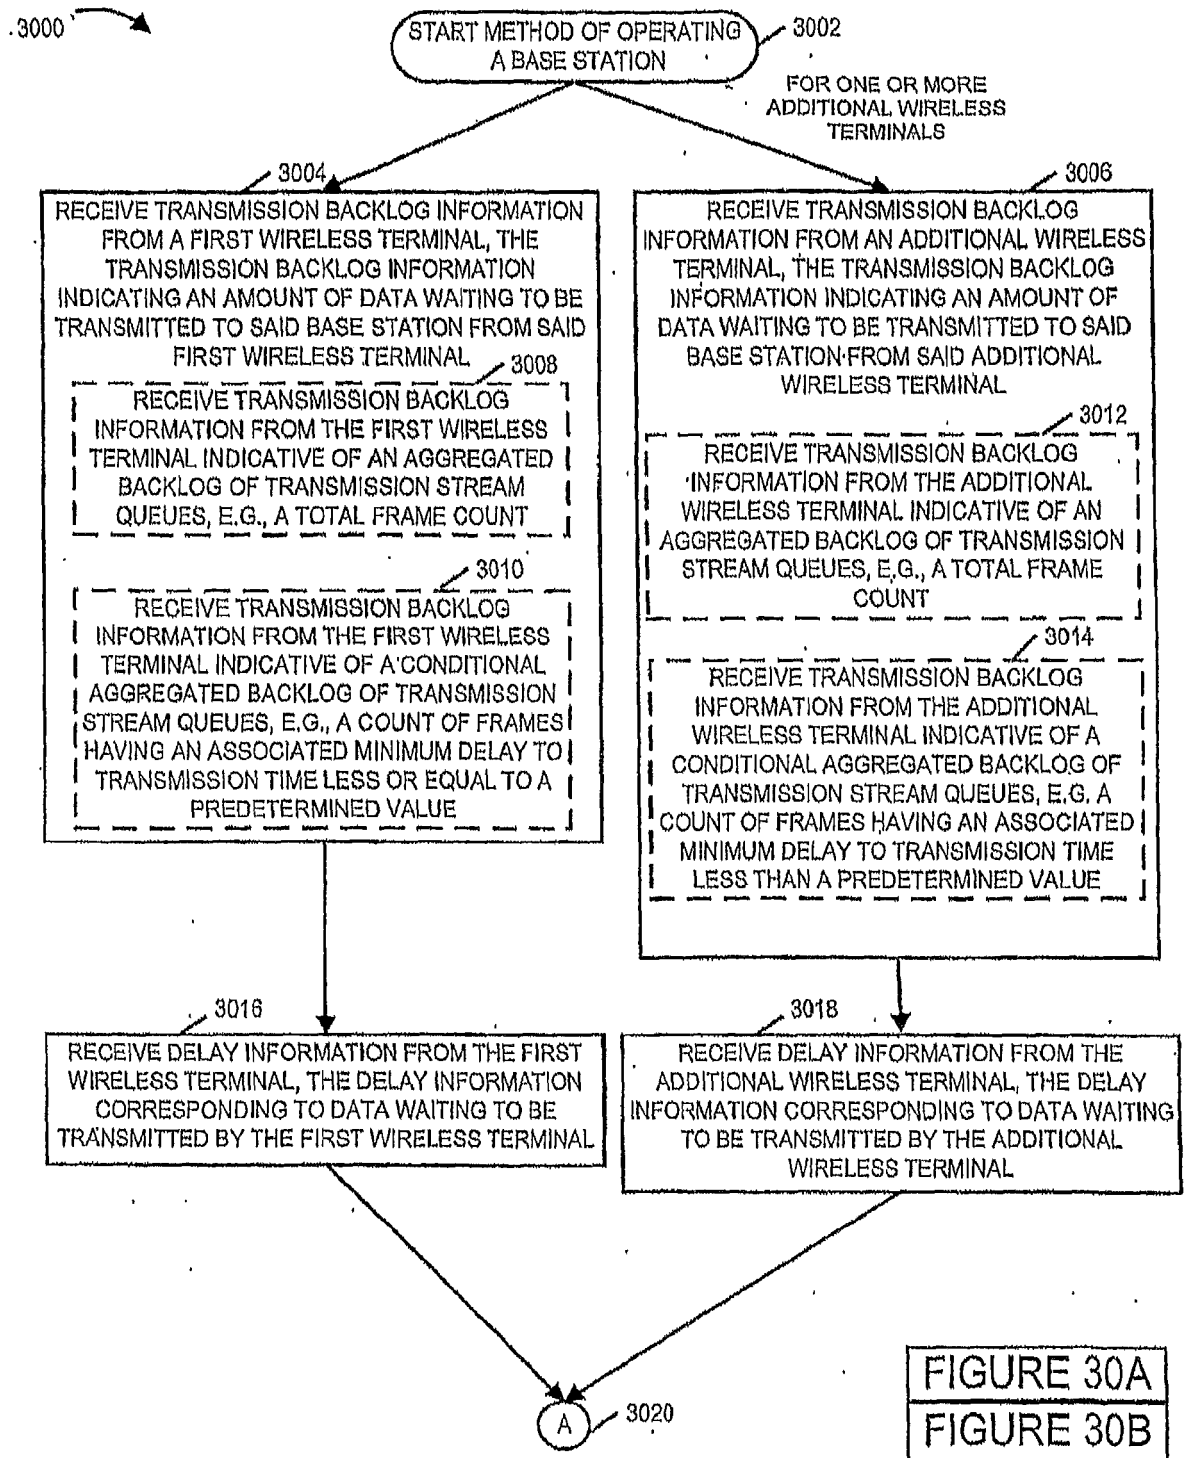 3000
START METHOD OF OPERATING
A BASE STATION
3002
FOR ONE OR MORE
ADDITIONAL WIRELESS
TERMINALS
3004
RECEIVE TRANSMISSION BACKLOG INFORMATION
FROM A FIRST WIRELESS TERMINAL, THE
TRANSMISSION BACKLOG INFORMATION
INDICATING AN AMOUNT OF DATA WAITING TO BE
TRANSMITTED TO SAID BASE STATION FROM SAID
FIRST WIRELESS TERMINAL
3008
RECEIVE TRANSMISSION BACKLOG
INFORMATION FROM THE FIRST WIRELESS
TERMINAL INDICATIVE OF AN AGGREGATED
BACKLOG OF TRANSMISSION STREAM
QUEUES, E.G., A TOTAL FRAME COUNT
3010
RECEIVE TRANSMISSION BACKLOG
INFORMATION FROM THE FIRST WIRELESS
TERMINAL INDICATIVE OF A CONDITIONAL
AGGREGATED BACKLOG OF TRANSMISSION
STREAM QUEUES, E.G., A COUNT OF FRAMES
HAVING AN ASSOCIATED MINIMUM DELAY TO
TRANSMISSION TIME LESS OR EQUAL TO A
PREDETERMINED VALUE
3006
RECEIVE TRANSMISSION BACKLOG
INFORMATION FROM AN ADDITIONAL WIRELESS
TERMINAL, THE TRANSMISSION BACKLOG
INFORMATION INDICATING AN AMOUNT OF
DATA WAITING TO BE TRANSMITTED TO SAID
BASE STATION FROM SAID ADDITIONAL
WIRELESS TERMINAL
3012
RECEIVE TRANSMISSION BACKLOG
INFORMATION FROM THE ADDITIONAL
WIRELESS TERMINAL INDICATIVE OF AN
AGGREGATED BACKLOG OF TRANSMISSION
STREAM QUEUES, E.G., A TOTAL FRAME
COUNT
3014
RECEIVE TRANSMISSION BACKLOG
INFORMATION FROM THE ADDITIONAL
WIRELESS TERMINAL INDICATIVE OF A
CONDITIONAL AGGREGATED BACKLOG OF
TRANSMISSION STREAM QUEUES, E.G. A
COUNT OF FRAMES HAVING AN ASSOCIATED
MINIMUM DELAY TO TRANSMISSION TIME
LESS THAN A PREDETERMINED VALUE
3016
RECEIVE DELAY INFORMATION FROM THE FIRST
WIRELESS TERMINAL, THE DELAY INFORMATION
CORRESPONDING TO DATA WAITING TO BE
TRANSMITTED BY THE FIRST WIRELESS TERMINAL
3018
RECEIVE DELAY INFORMATION FROM THE
ADDITIONAL WIRELESS TERMINAL, THE DELAY
INFORMATION CORRESPONDING TO DATA WAITING
TO BE TRANSMITTED BY THE ADDITIONAL
WIRELESS TERMINAL
A
3020
FIGURE 30A
FIGURE 30B